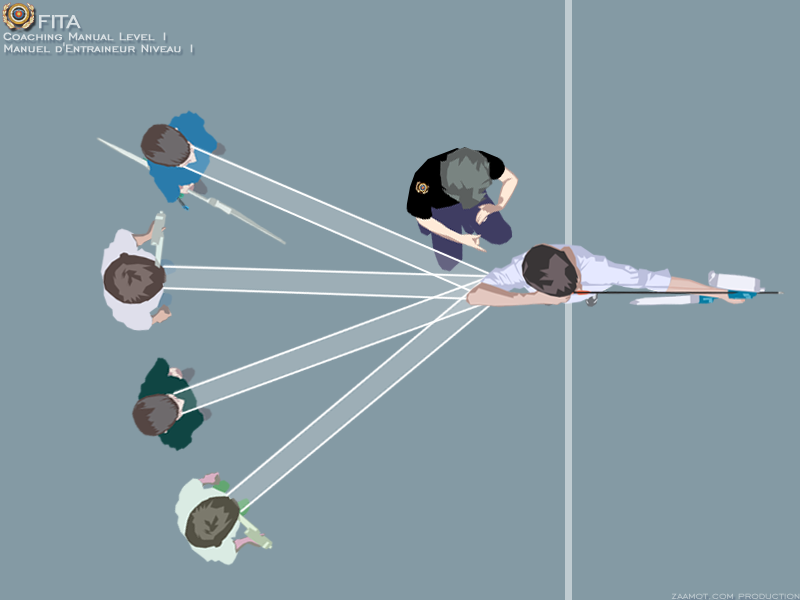 FITA
Coaching Manual Level 1
Manuel d'Entraineur Niveau 1
ZAAMOT.COM PRODUCTION